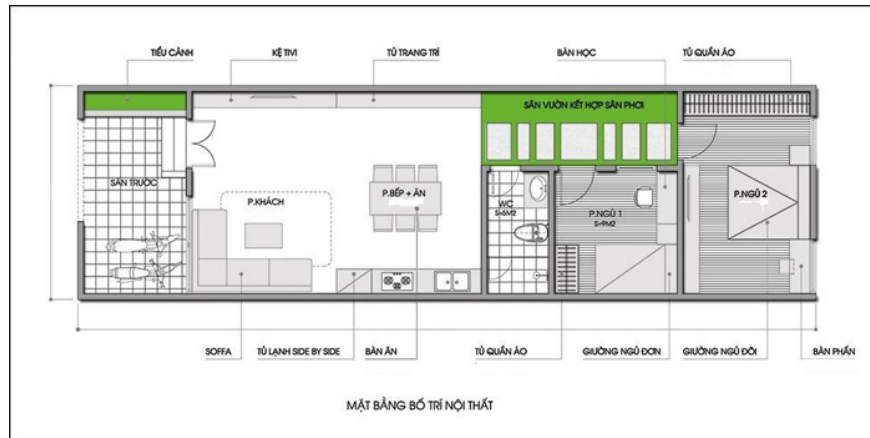 TIỂU CẢNH
KỆ TIVI
TỦ TRANG TRÍ
BÀN HỌC
TỦ QUẦN ÁO
SÂN VƯỜN KẾT HỢP SÂN PHƠI
SÂN TRƯỚC
P.KHÁCH
P.BẾP + ĂN
WC
S=5M2
P.NGỦ 1
S=9M2
P.NGỦ 2
SOFFA
TỦ LẠNH SIDE BY SIDE
BÀN ĂN
TỦ QUẦN ÁO
GIƯỜNG NGỦ ĐƠN
GIƯỜNG NGỦ ĐÔI
BÀN PHẤN
MẶT BẰNG BỐ TRÍ NỘI THẤT